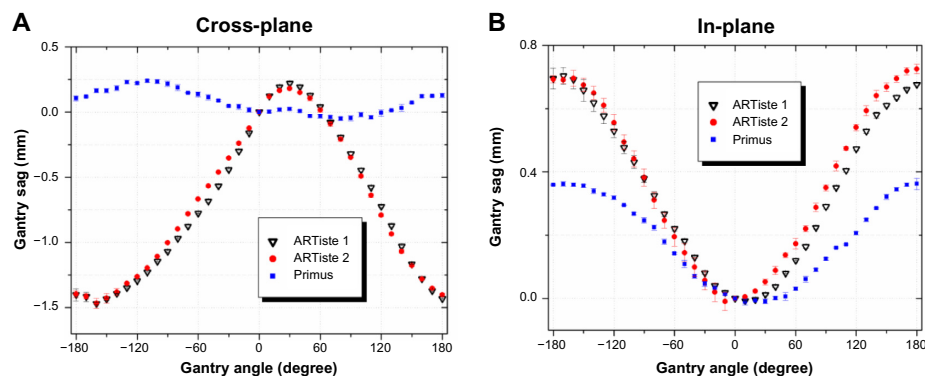 A
Cross-plane
0.5
0.0
−0.5
−1.0
−1.5
Gantry sag (mm)
ARTiste 1
ARTiste 2
Primus
−180
−120
−60
0
60
120
180
Gantry angle (degree)
B
In-plane
0.8
0.4
0.0
Gantry sag (mm)
ARTiste 1
ARTiste 2
Primus
−180
−120
−60
0
60
120
180
Gantry angle (degree)